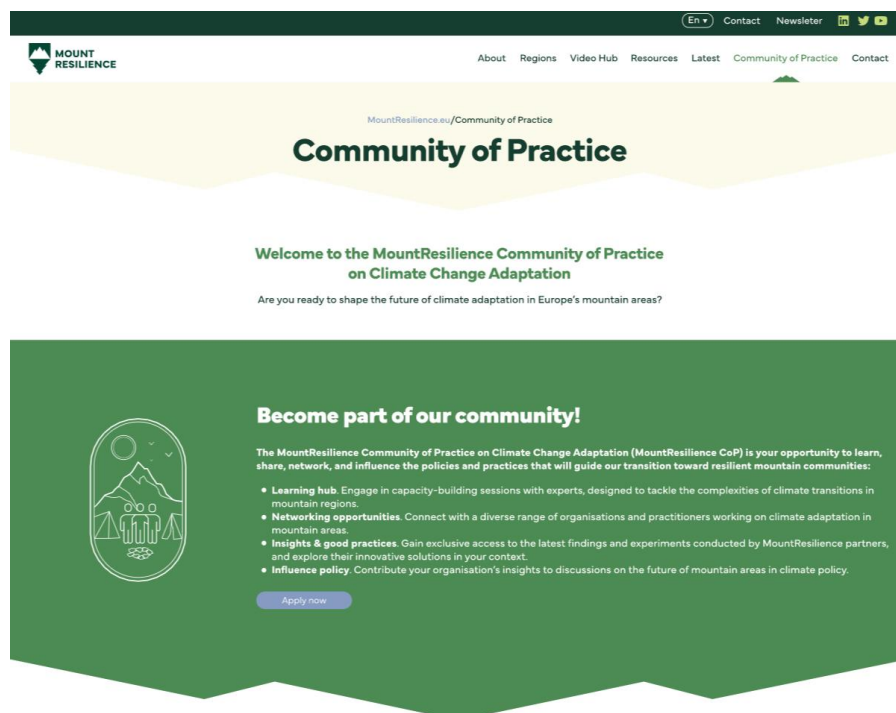 En ▾ Contact Newsleter
MOUNT
RESILIENCE
About Regions Video Hub Resources Latest Community of Practice Contact
MountResilience.eu/Community of Practice
Community of Practice
Welcome to the MountResilience Community of Practice
on Climate Change Adaptation
Are you ready to shape the future of climate adaptation in Europe's mountain areas?
Become part of our community!
The MountResilience Community of Practice on Climate Change Adaptation (MountResilience CoP) is your opportunity to learn,
share, network, and influence the policies and practices that will guide our transition toward resilient mountain communities:
• Learning hub. Engage in capacity-building sessions with experts, designed to tackle the complexities of climate transitions in
mountain regions.
• Networking opportunities. Connect with a diverse range of organisations and practitioners working on climate adaptation in
mountain areas.
• Insights & good practices. Gain exclusive access to the latest findings and experiments conducted by MountResilience partners,
and explore their innovative solutions in your context.
• Influence policy. Contribute your organisation's insights to discussions on the future of mountain areas in climate policy.
Apply now